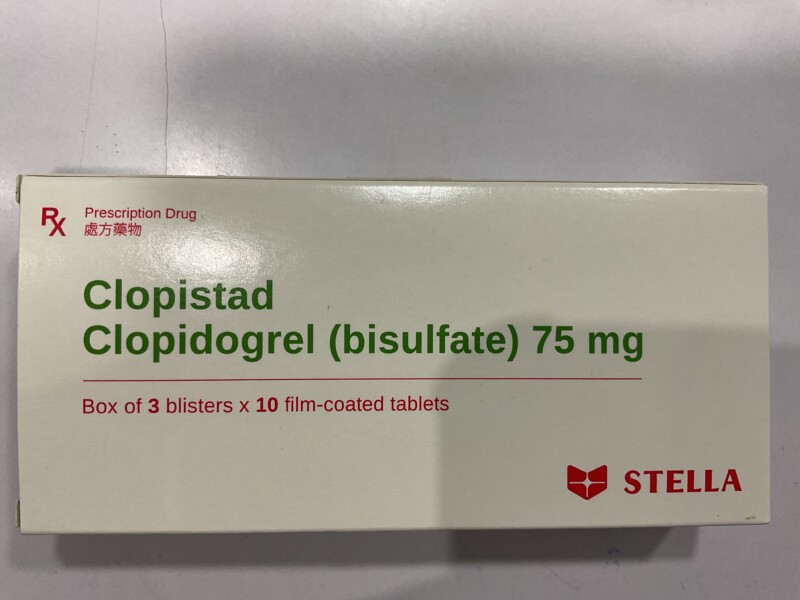 Rx
Prescription Drug
處方藥物
Clopistad
Clopidogrel (bisulfate) 75 mg
Box of 3 blisters x 10 film-coated tablets
STELLA